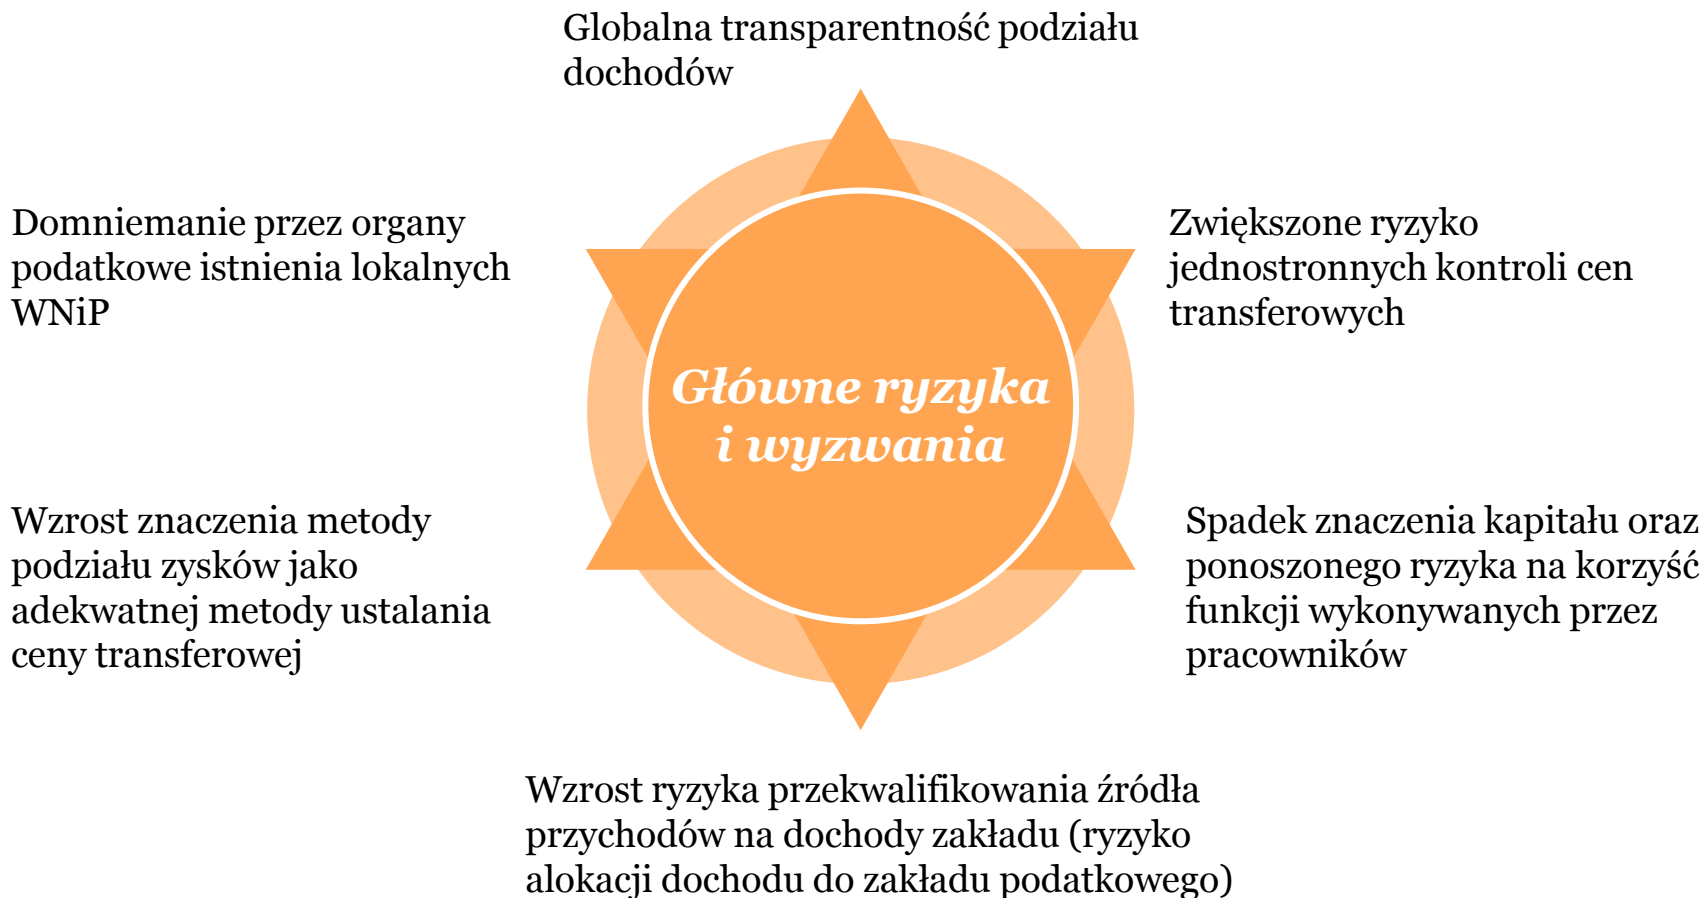 Globalna transparentność podziału
dochodów
Domniemanie przez organy
podatkowe istnienia lokalnych
WNiP
Zwiększone ryzyko
jednostronnych kontroli cen
transferowych
Główne ryzyka
i wyzwania
Wzrost znaczenia metody
podziału zysków jako
adekwatnej metody ustalania
ceny transferowej
Spadek znaczenia kapitału oraz
ponoszonego ryzyka na korzyść
funkcji wykonywanych przez
pracowników
Wzrost ryzyka przekwalifikowania źródła
przychodów na dochody zakładu (ryzyko
alokacji dochodu do zakładu podatkowego)